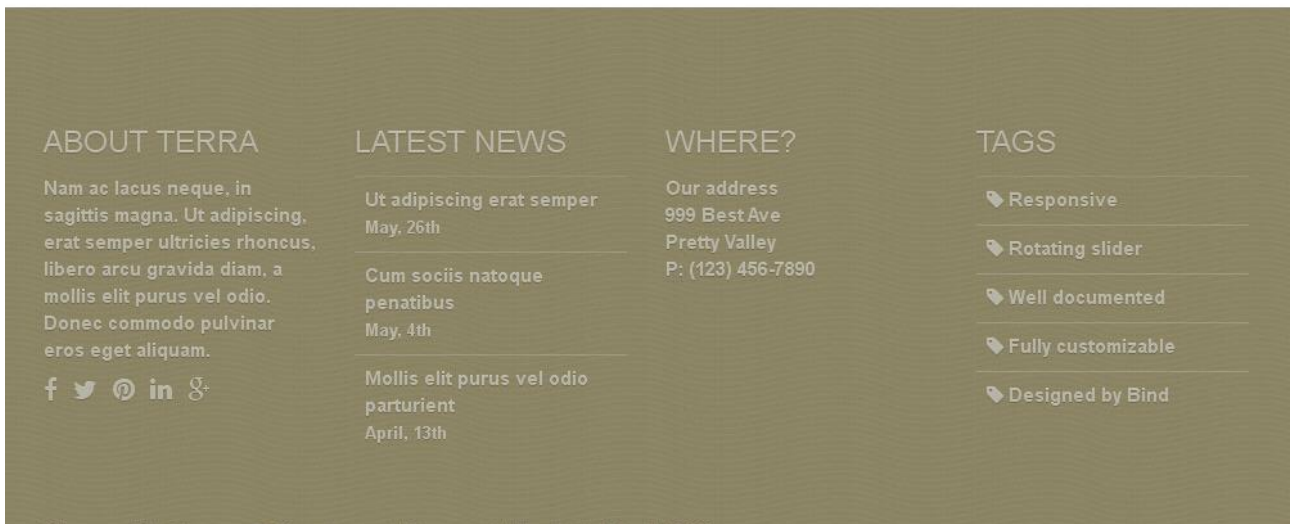 ABOUT TERRA
Nam ac lacus neque, in
sagittis magna. Ut adipiscing,
erat semper ultricies rhoncus,
libero arcu gravida diam, a
mollis elit purus vel odio.
Donec commodo pulvinar
eros eget aliquam.
LATEST NEWS
Ut adipiscing erat semper
May, 26th
Cum sociis natoque
penatibus
May, 4th
Mollis elit purus vel odio
parturient
April, 13th
WHERE?
Our address
999 Best Ave
Pretty Valley
P: (123) 456-7890
TAGS
Responsive
Rotating slider
Well documented
Fully customizable
Designed by Bind